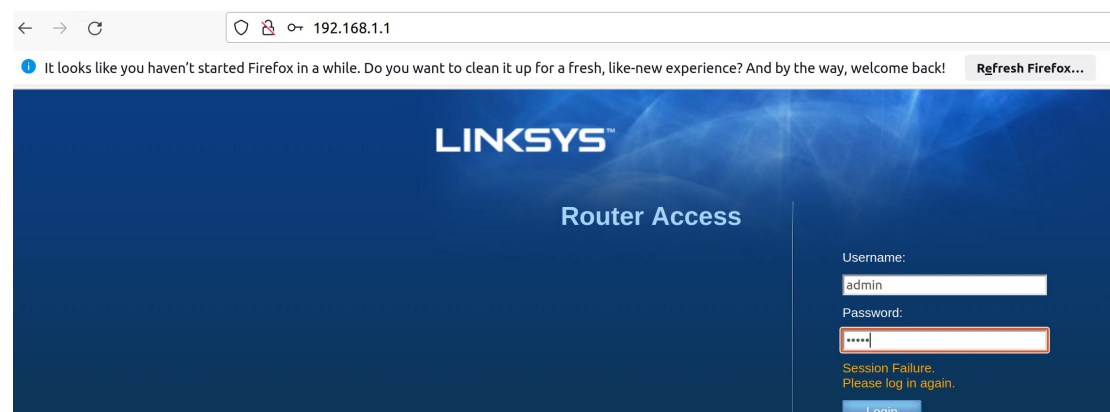 192.168.1.1
It looks like you haven't started Firefox in a while. Do you want to clean it up for a fresh, like-new experience? And by the way, welcome back! Refresh Firefox...
LINKSYS™
Router Access
Username:
admin
Password:
•••••
Session Failure.
Please log in again.
Login